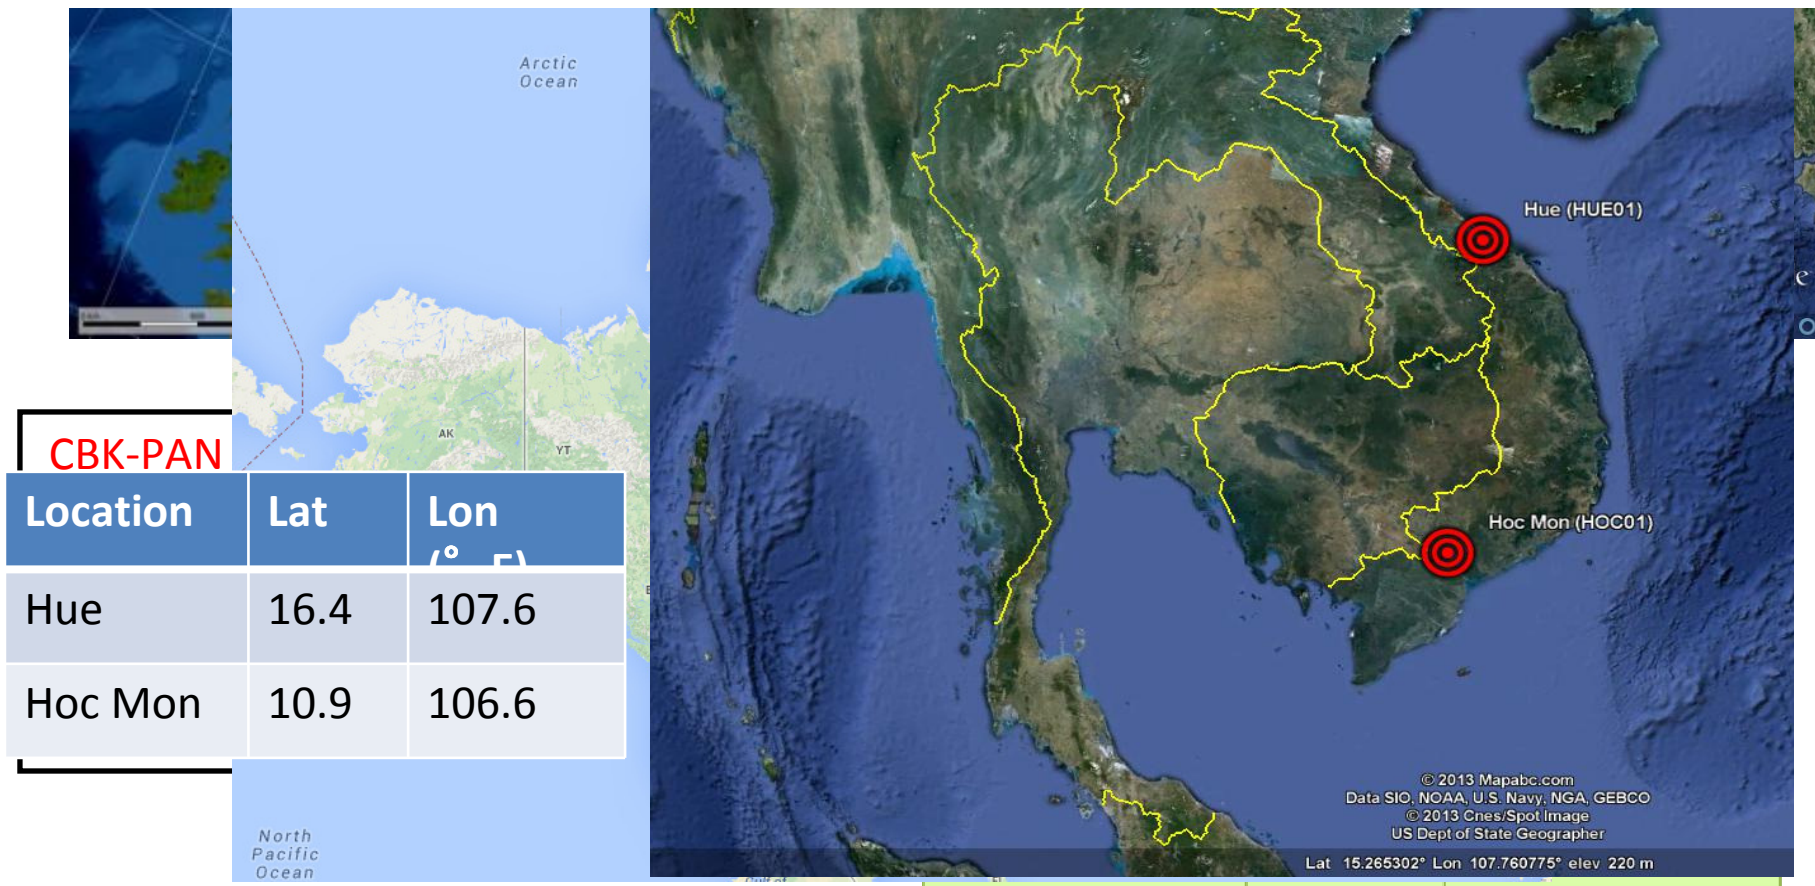 Arctic
Ocean
Hue (HUE01)
AK
YT
CBK-PAN
Location Lat Lon
Hue 16.4 107.6
Hoc Mon 10.9 106.6
Hoc Mon (HOC01)
© 2013 Mapabc.com
Data SIO, NOAA, U.S. Navy, NGA, GEBCO
© 2013 Cnes/Spot Image
US Dept of State Geographer
Lat 15.265302° Lon 107.760775° elev 220 m
North
Pacific
Ocean